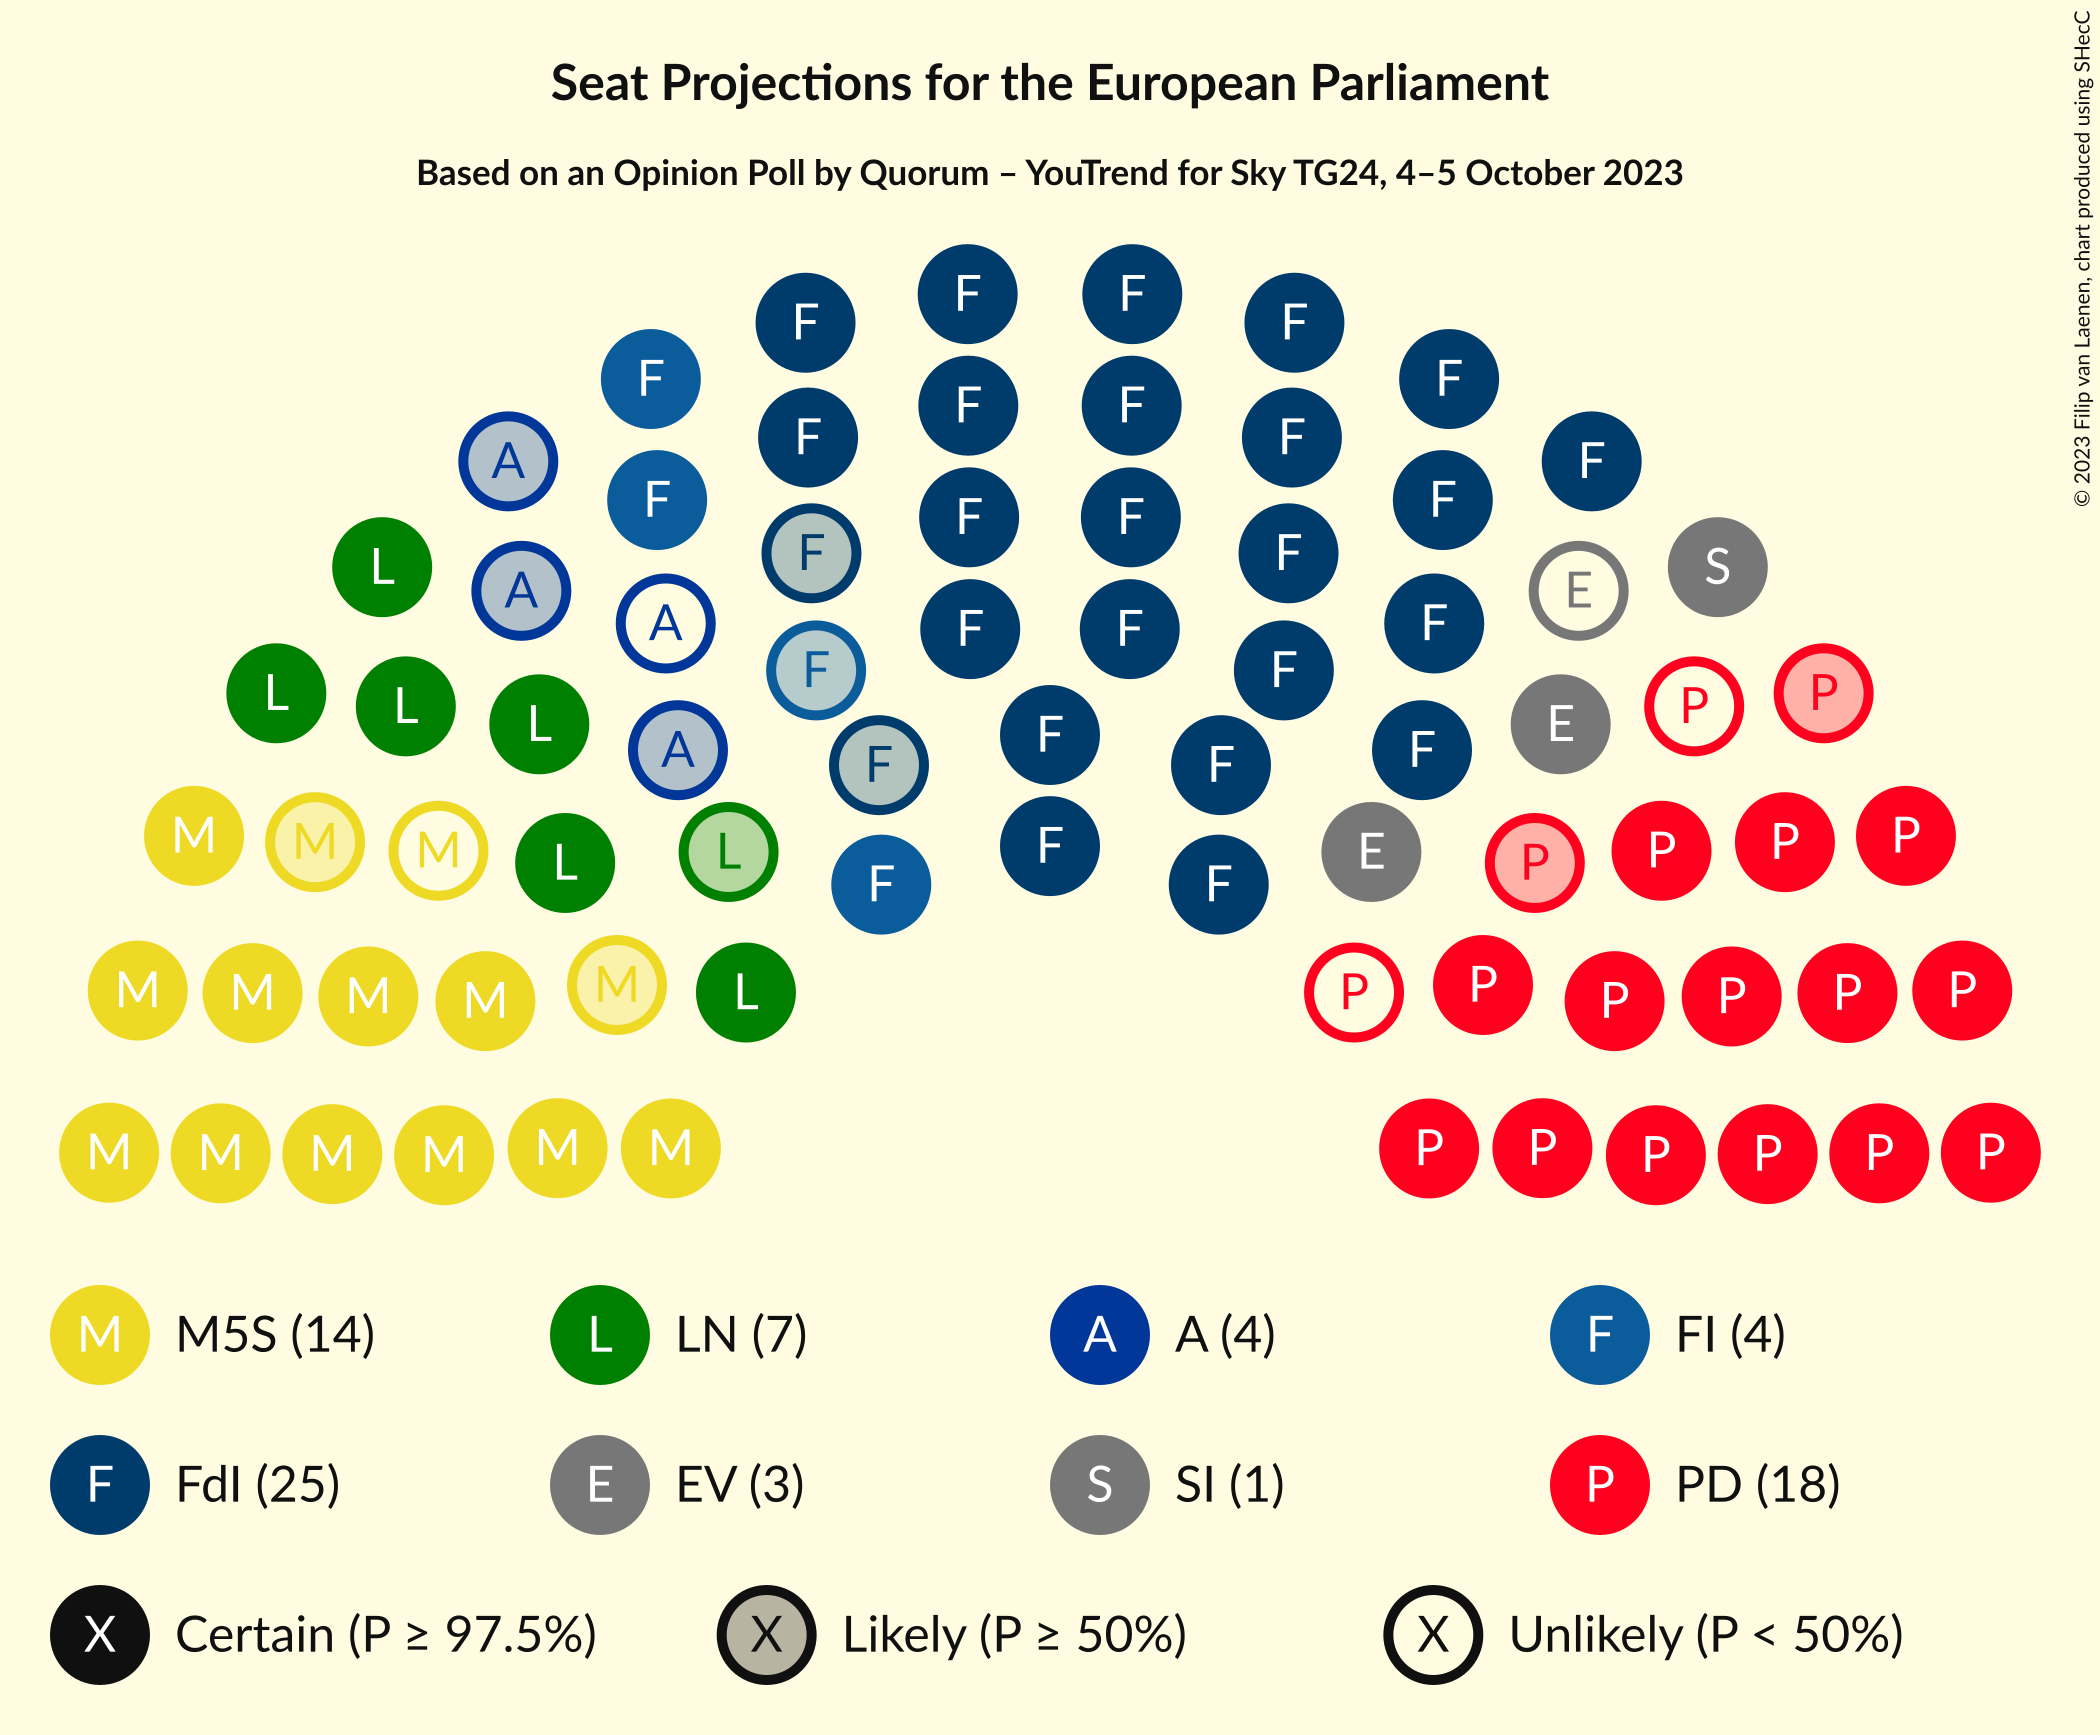 Seat Projections for the European Parliament
Based on an Opinion Poll by Quorum – YouTrend for Sky TG24, 4–5 October 2023
© 2023 Filip van Laenen, chart produced using SHecC
F F
F F
F F
F F
F F F F
A F
F F
F F
L F F S
A E
A F
F F F F
L P
L L E P
F F
A F
F F
M P
M M F P P
L L E P
F F
M M M M M L P P P P P P
M M M M M M P P P P P P
M M5S (14) L LN (7) A A (4) F FI (4)
F FdI (25) E EV (3) S SI (1) P PD (18)
X Certain (P ≥ 97.5%) X Likely (P ≥ 50%) X Unlikely (P < 50%)